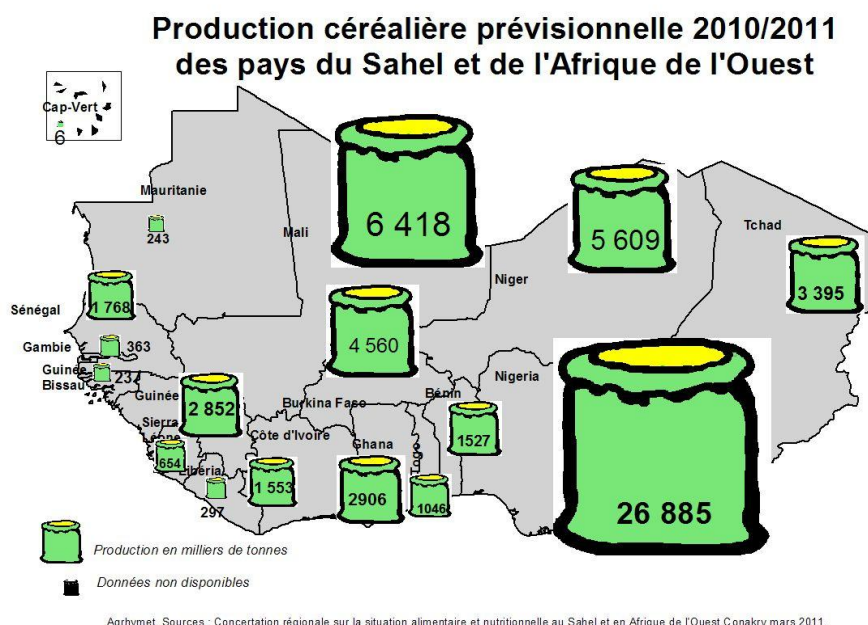 Production céréalière prévisionnelle 2010/2011
des pays du Sahel et de l'Afrique de l'Ouest
Cap-Vert
6
Mauritanie
243
Mali
6 418
5 609
Tchad
3 395
Niger
Sénégal
1 768
Gambie
363
4 560
Guinée
Bissau
Guinée
2 852
Burkina Faso
Bénin
Nigeria
1527
Sierra
654
Libéria
297
Côte d'Ivoire
1 553
Ghana
2906
Togo
1046
26 885
Production en milliers de tonnes
Données non disponibles
Agrhymet. Sources : Concertation régionale sur la situation alimentaire et nutritionnelle au Sahel et en Afrique de l'Ouest Conakry mars 2011.